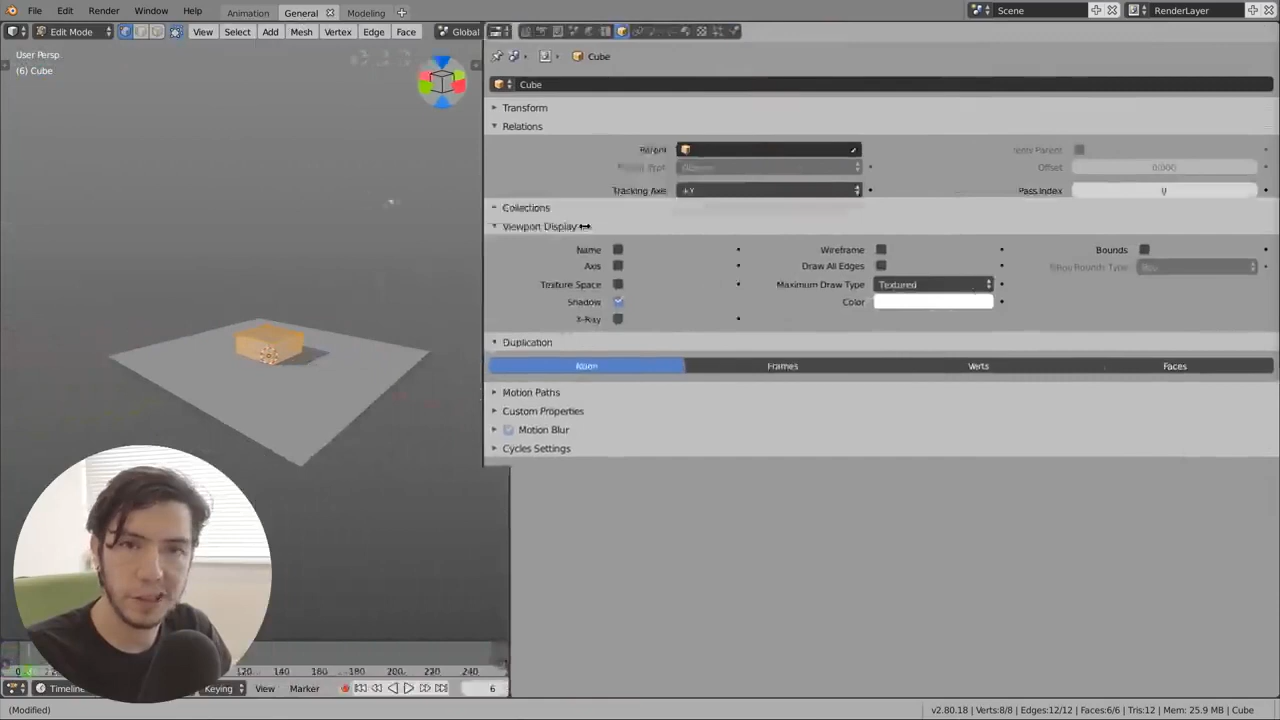 File Edit Render Window Help Animation General Modeling Scene RenderLayer
Edit Mode View Select Add Mesh Vertex Edge Face Global
User Persp
(6) Cube
Cube
Cube
Transform
Relations
Parent
Tracking Axis +Y Offset 0.000
Pass Index 0
Collections
Viewport Display
Name Wireframe Bounds
Axis Draw All Edges
Texture Space Maximum Draw Type Textured
Shadow Color
X-Ray
Duplication
Frames Verts Faces
Motion Paths
Custom Properties
Motion Blur
Cycles Settings
120 140 160 180 200 220 240
Timeline Keying View Marker 6
(Modified) v2.80.18 | Verts:8/8 | Edges:12/12 | Faces:6/6 | Tris:12 | Mem: 25.9 MB | Cube